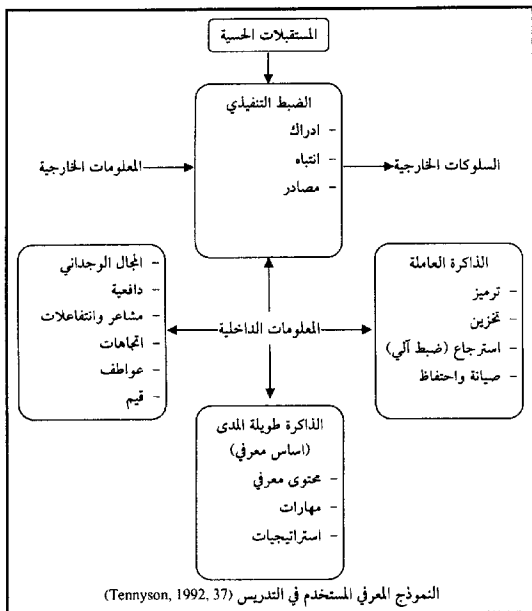 المستقبلات الحسية
الضبط التنفيذي
- ادراك
- انتباه
- مصادر
السلوكات الخارجية
المعلومات الخارجية
الذاكرة العاملة
- ترميز
- تخزين
- استرجاع (ضبط آلي)
- صيانة واحتفاظ
المعلومات الداخلية
- المجال الوجداني
- دافعية
- مشاعر وانتفاعلات
- اتجاهات
- عواطف
- قيم
الذاكرة طويلة المدى
(اساس معرفي)
- محتوى معرفي
- مهارات
- استراتيجيات
النموذج المعرفي المستخدم في التدريس (Tennyson, 1992, 37)